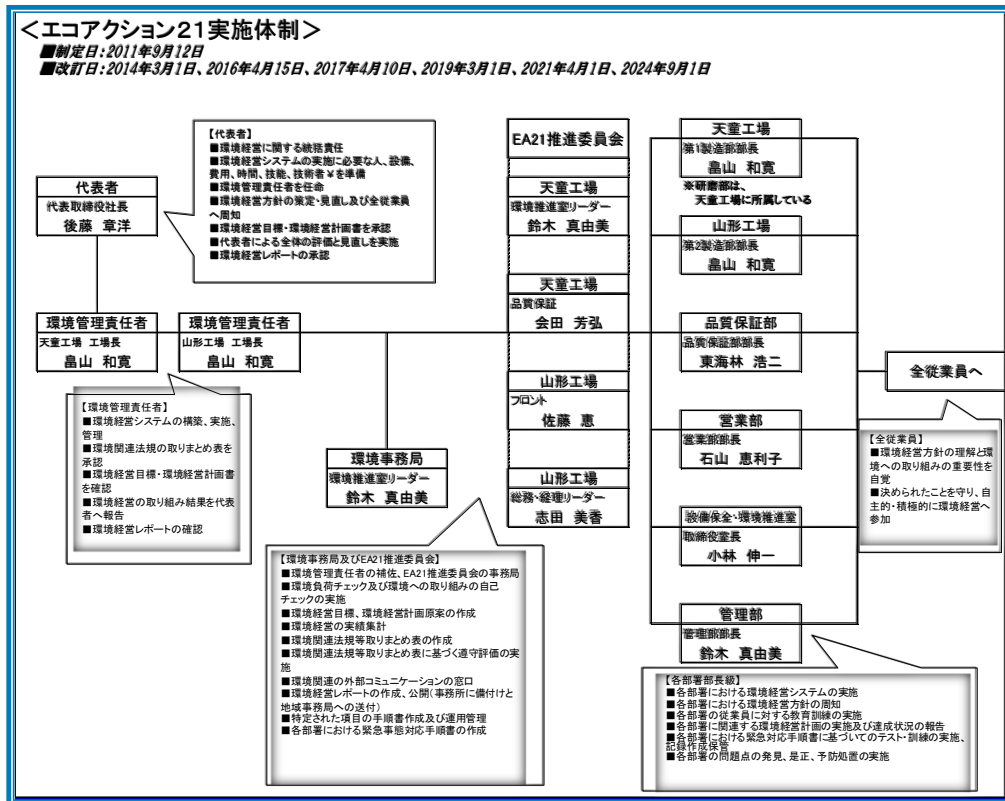 ＜エコアクション２１実施体制＞
■制定日：2011年9月12日
■改訂日：2014年3月1日、2016年4月15日、2017年4月10日、2019年3月1日、2021年4月1日、2024年9月1日
代表者
代表取締役社長
後藤　章洋
【代表者】
■環境経営に関する統括責任
■環境経営システムの実施に必要な人、設備、
費用、時間、技能、技術者￥を準備
■環境管理責任者を任命
■環境経営方針の策定・見直し及び全従業員
へ周知
■環境経営目標・環境経営計画書を承認
■代表者による全体の評価と見直しを実施
■環境経営レポートの承認
環境管理責任者
天童工場 工場長
畠山　和寛
環境管理責任者
山形工場 工場長
畠山　和寛
【環境管理責任者】
■環境経営システムの構築、実施、
管理
■環境関連法規の取りまとめ表を
承認
■環境経営目標・環境経営計画書
を確認
■環境経営の取り組み結果を代表
者へ報告
■環境経営レポートの確認
環境事務局
環境推進室リーダー
鈴木　真由美
【環境事務局及びEA21推進委員会】
■環境管理責任者の補佐、EA21推進委員会の事務局
■環境負荷チェック及び環境への取り組みの自己
チェックの実施
■環境経営目標、環境経営計画原案の作成
■環境経営の実績集計
■環境関連法規等取りまとめ表の作成
■環境関連法規等取りまとめ表に基づく遵守評価の実
施
■環境関連の外部コミュニケーションの窓口
■環境経営レポートの作成、公開（事務所に備付けと
地域事務局への送付）
■特定された項目の手順書作成及び運用管理
■各部署における緊急事態対応手順書の作成
EA21推進委員会
天童工場
環境推進室リーダー
鈴木　真由美
天童工場
品質保証
会田　芳弘
山形工場
フロント
佐藤　恵
山形工場
総務・経理リーダー
志田　美香
天童工場
第1製造部部長
畠山　和寛
※研磨部は、
天童工場に所属している
山形工場
第2製造部部長
畠山　和寛
品質保証部
品質保証部部長
東海林　浩二
営業部
営業部部長
石山　恵利子
設備保全・環境推進室
取締役室長
小林　伸一
管理部
管理部部長
鈴木　真由美
【各部署部長級】
■各部署における環境経営システムの実施
■各部署における環境経営方針の周知
■各部署の従業員に対する教育訓練の実施
■各部署に関連する環境経営計画の実施及び達成状況の報告
■各部署における緊急対応手順書に基づいてのテスト・訓練の実施、
記録作成保管
■各部署の問題点の発見、是正、予防処置の実施
全従業員へ
【全従業員】
■環境経営方針の理解と環
境への取り組みの重要性を
自覚
■決められたことを守り、自
主的・積極的に環境経営へ
参加